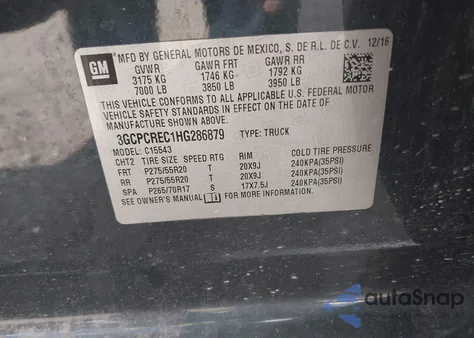 GM
MFD BY GENERAL MOTORS DE MEXICO, S. DE R.L. DE C.V. 12/16
GVWR GAWR FRT GAWR RR
3175 KG 1746 KG 1792 KG
7000 LB 3850 LB 3950 LB
THIS VEHICLE CONFORMS TO ALL APPLICABLE U.S. FEDERAL MOTOR
VEHICLE SAFETY STANDARDS IN EFFECT ON THE DATE OF
MANUFACTURE SHOWN ABOVE.
3GCPCREC1HG286879 TYPE: TRUCK
MODEL: C15543
CHT2 TIRE SIZE SPEED RTG RIM COLD TIRE PRESSURE
FRT P275/55R20 T 20X9J 240KPA(35PSI)
RR P275/55R20 T 20X9J 240KPA(35PSI)
SPA P265/70R17 S 17X7.5J 240KPA(35PSI)
SEE OWNER'S MANUAL FOR ADDITIONAL INFORMATION.
autoSnap